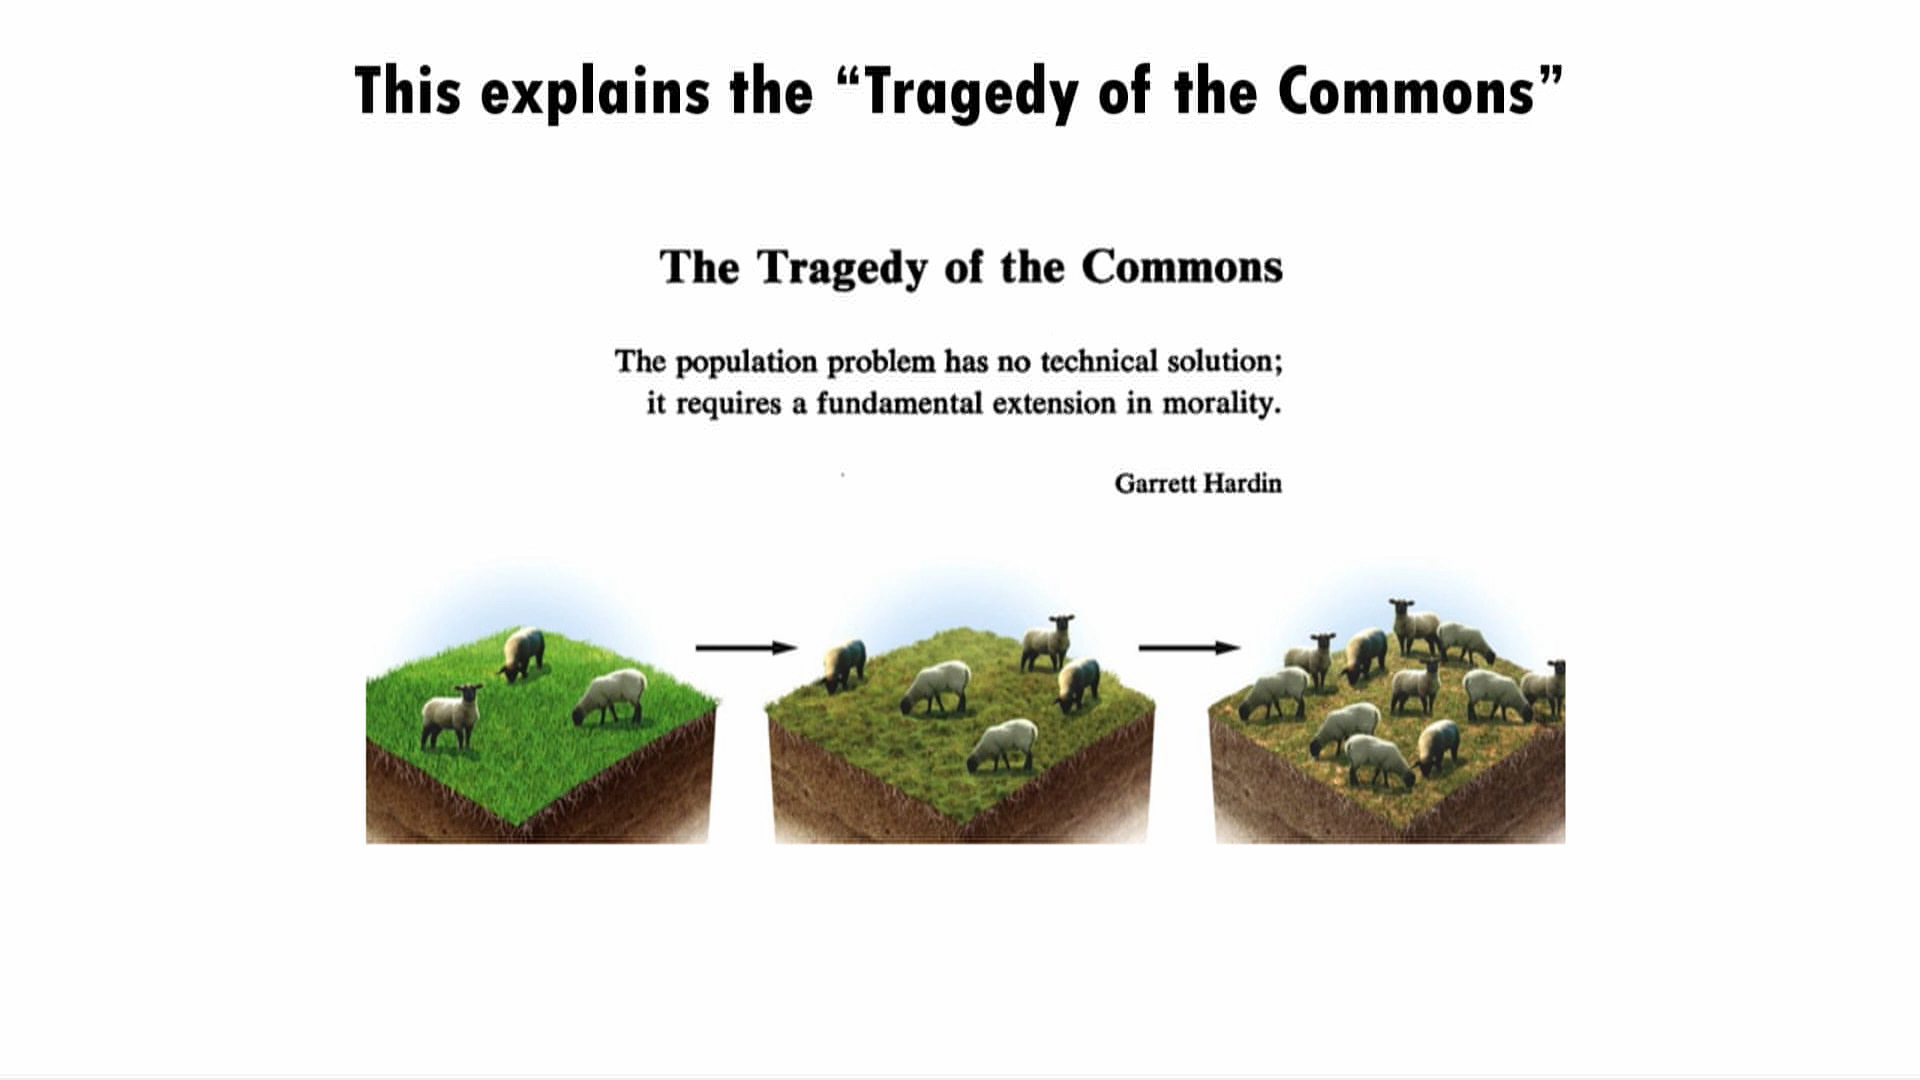 This explains the “Tragedy of the Commons”
The Tragedy of the Commons
The population problem has no technical solution;
it requires a fundamental extension in morality.
Garrett Hardin